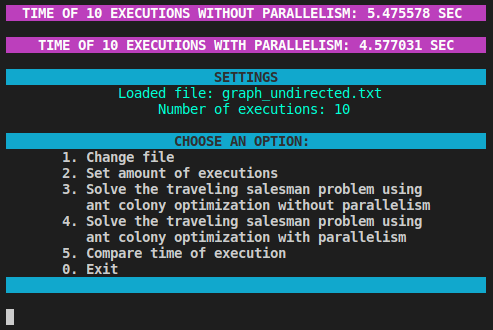 TIME OF 10 EXECUTIONS WITHOUT PARALLELISM: 5.475578 SEC
TIME OF 10 EXECUTIONS WITH PARALLELISM: 4.577031 SEC
SETTINGS
Loaded file: graph_undirected.txt
Number of executions: 10
CHOOSE AN OPTION:
1. Change file
2. Set amount of executions
3. Solve the traveling salesman problem using
ant colony optimization without parallelism
4. Solve the traveling salesman problem using
ant colony optimization with parallelism
5. Compare time of execution
0. Exit